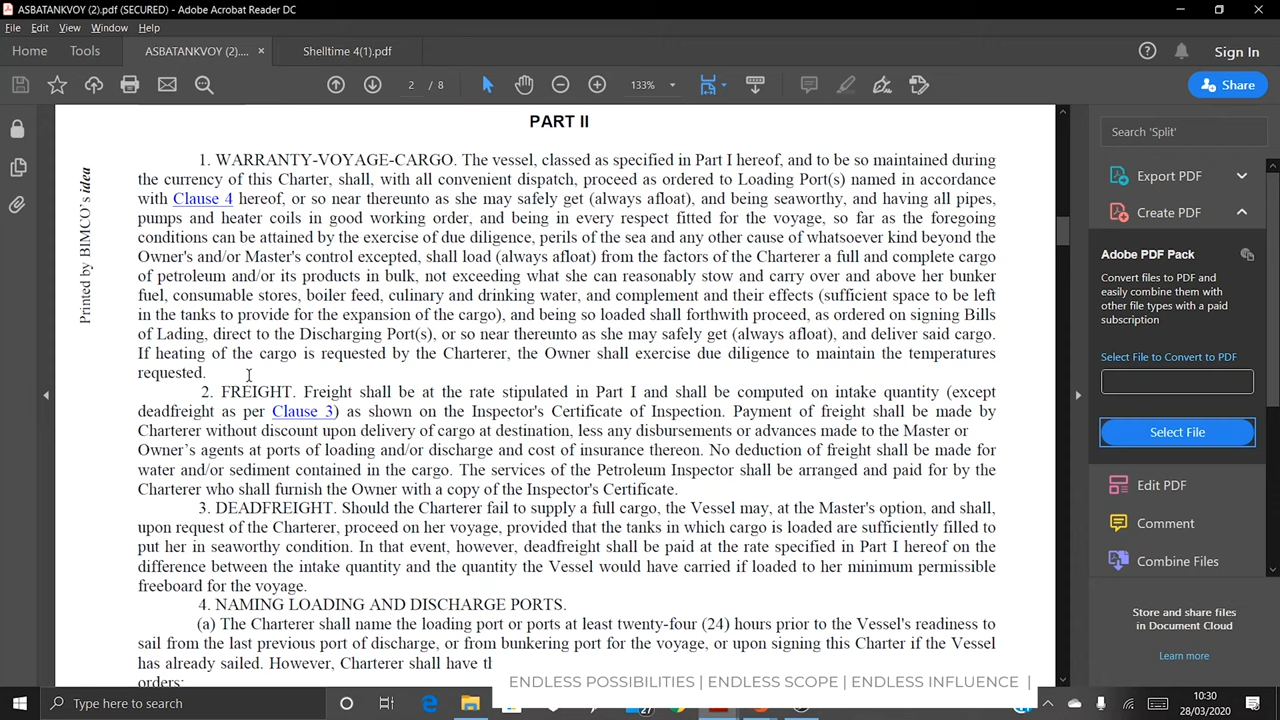 ASBATANKVOY (2).pdf (SECURED) - Adobe Acrobat Reader DC
File Edit View Window Help
Home Tools ASBATANKVOY (2).... × Shelltime 4(1).pdf Sign In
2 / 8 133% Share
PART II
Printed by BIMCO's idea
1. WARRANTY-VOYAGE-CARGO. The vessel, classed as specified in Part I hereof, and to be so maintained during
the currency of this Charter, shall, with all convenient dispatch, proceed as ordered to Loading Port(s) named in accordance
with Clause 4 hereof, or so near thereunto as she may safely get (always afloat), and being seaworthy, and having all pipes,
pumps and heater coils in good working order, and being in every respect fitted for the voyage, so far as the foregoing
conditions can be attained by the exercise of due diligence, perils of the sea and any other cause of whatsoever kind beyond the
Owner's and/or Master's control excepted, shall load (always afloat) from the factors of the Charterer a full and complete cargo
of petroleum and/or its products in bulk, not exceeding what she can reasonably stow and carry over and above her bunker
fuel, consumable stores, boiler feed, culinary and drinking water, and complement and their effects (sufficient space to be left
in the tanks to provide for the expansion of the cargo), and being so loaded shall forthwith proceed, as ordered on signing Bills
of Lading, direct to the Discharging Port(s), or so near thereunto as she may safely get (always afloat), and deliver said cargo.
If heating of the cargo is requested by the Charterer, the Owner shall exercise due diligence to maintain the temperatures
requested.
2. FREIGHT. Freight shall be at the rate stipulated in Part I and shall be computed on intake quantity (except
deadfreight as per Clause 3) as shown on the Inspector's Certificate of Inspection. Payment of freight shall be made by
Charterer without discount upon delivery of cargo at destination, less any disbursements or advances made to the Master or
Owner's agents at ports of loading and/or discharge and cost of insurance thereon. No deduction of freight shall be made for
water and/or sediment contained in the cargo. The services of the Petroleum Inspector shall be arranged and paid for by the
Charterer who shall furnish the Owner with a copy of the Inspector's Certificate.
3. DEADFREIGHT. Should the Charterer fail to supply a full cargo, the Vessel may, at the Master's option, and shall,
upon request of the Charterer, proceed on her voyage, provided that the tanks in which cargo is loaded are sufficiently filled to
put her in seaworthy condition. In that event, however, deadfreight shall be paid at the rate specified in Part I hereof on the
difference between the intake quantity and the quantity the Vessel would have carried if loaded to her minimum permissible
freeboard for the voyage.
4. NAMING LOADING AND DISCHARGE PORTS.
(a) The Charterer shall name the loading port or ports at least twenty-four (24) hours prior to the Vessel's readiness to
sail from the last previous port of discharge, or from bunkering port for the voyage, or upon signing this Charter if the Vessel
has already sailed. However, Charterer shall have th
orders:
Search 'Split'
Export PDF
Create PDF
Adobe PDF Pack
Convert files to PDF and
easily combine them with
other file types with a paid
subscription
Select File to Convert to PDF
Select File
Edit PDF
Comment
Combine Files
Store and share files
in Document Cloud
Learn more
ENDLESS POSSIBILITIES | ENDLESS SCOPE | ENDLESS INFLUENCE |
Type here to search
27
10:30
28/03/2020